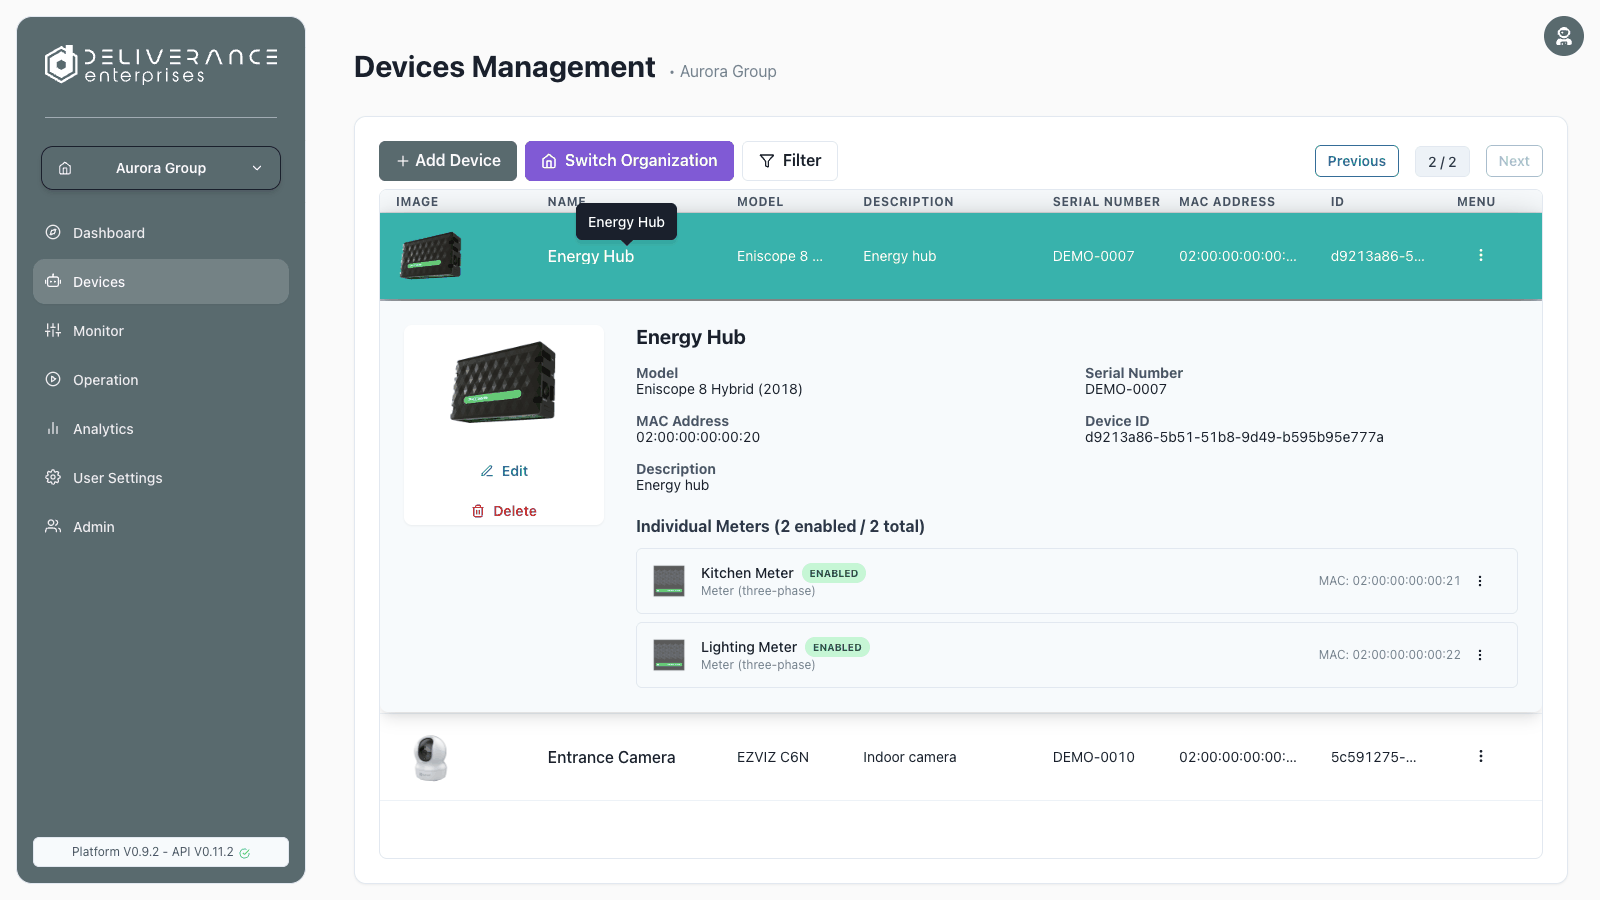 DELIVERANCE
enterprises
Aurora Group
Dashboard
Devices
Monitor
Operation
Analytics
User Settings
Admin
Platform V0.9.2 - API V0.11.2
Devices Management • Aurora Group
+ Add Device
Switch Organization
Filter
Previous
2 / 2
Next
IMAGE NAME MODEL DESCRIPTION SERIAL NUMBER MAC ADDRESS ID MENU
Energy Hub
Energy Hub Eniscope 8 ... Energy hub DEMO-0007 02:00:00:00:00:... d9213a86-5...
Edit
Delete
Energy Hub
Model
Eniscope 8 Hybrid (2018)
Serial Number
DEMO-0007
MAC Address
02:00:00:00:00:20
Device ID
d9213a86-5b51-51b8-9d49-b595b95e777a
Description
Energy hub
Individual Meters (2 enabled / 2 total)
Kitchen Meter ENABLED
Meter (three-phase)
MAC: 02:00:00:00:00:21
Lighting Meter ENABLED
Meter (three-phase)
MAC: 02:00:00:00:00:22
Entrance Camera EZVIZ C6N Indoor camera DEMO-0010 02:00:00:00:00:... 5c591275-...